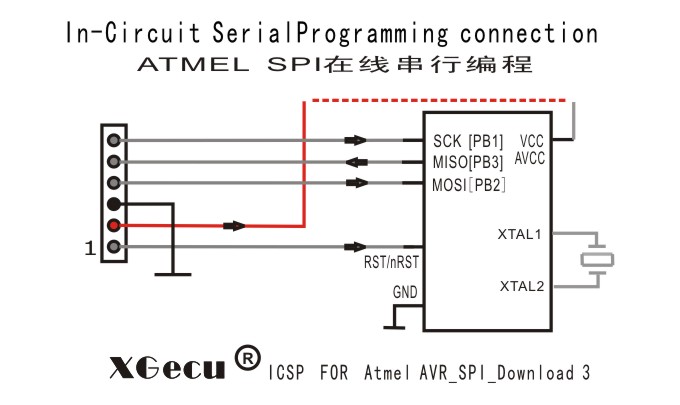 In-Circuit SerialProgramming connection
ATMEL SPI在线串行编程
SCK [PB1] VCC
MISO[PB3] AVCC
MOSI[PB2]
1
XTAL1
RST/nRST
XTAL2
GND
XGecu® ICSP FOR Atmel AVR_SPI_Download 3